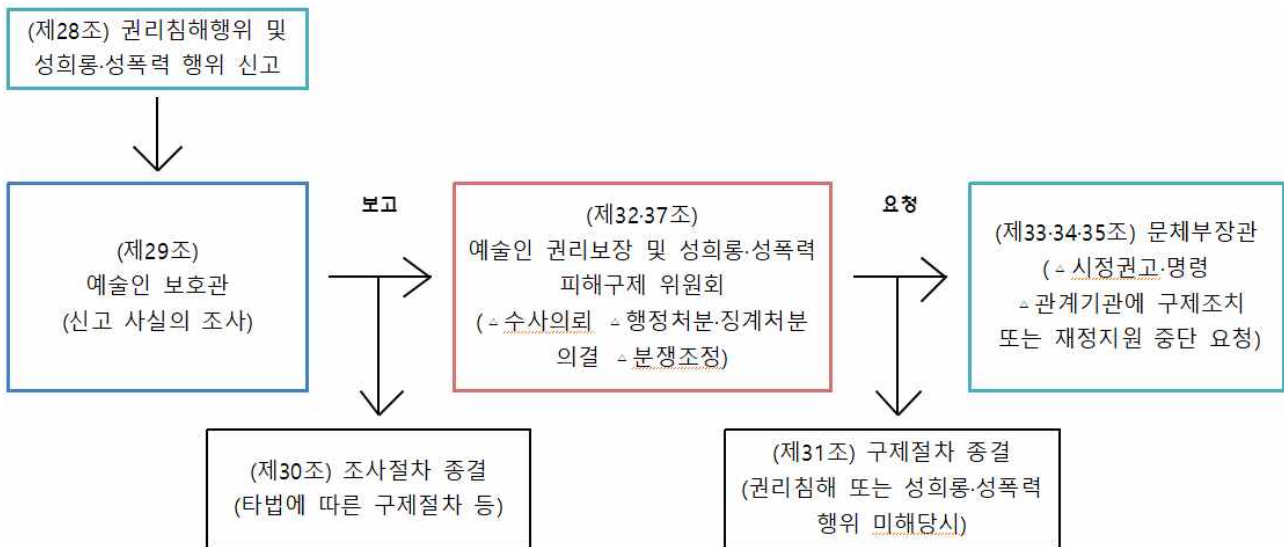 (제28조) 권리침해행위 및
성희롱·성폭력 행위 신고
(제29조)
예술인 보호관
(신고 사실의 조사)
보고
(제32·37조)
예술인 권리보장 및 성희롱·성폭력
피해구제 위원회
(▵수사의뢰 ▵행정처분·징계처분
의결 ▵분쟁조정)
요청
(제33·34·35조) 문체부장관
(▵시정권고·명령
▵관계기관에 구제조치
또는 재정지원 중단 요청)
(제30조) 조사절차 종결
(타법에 따른 구제절차 등)
(제31조) 구제절차 종결
(권리침해 또는 성희롱·성폭력
행위 미해당시)